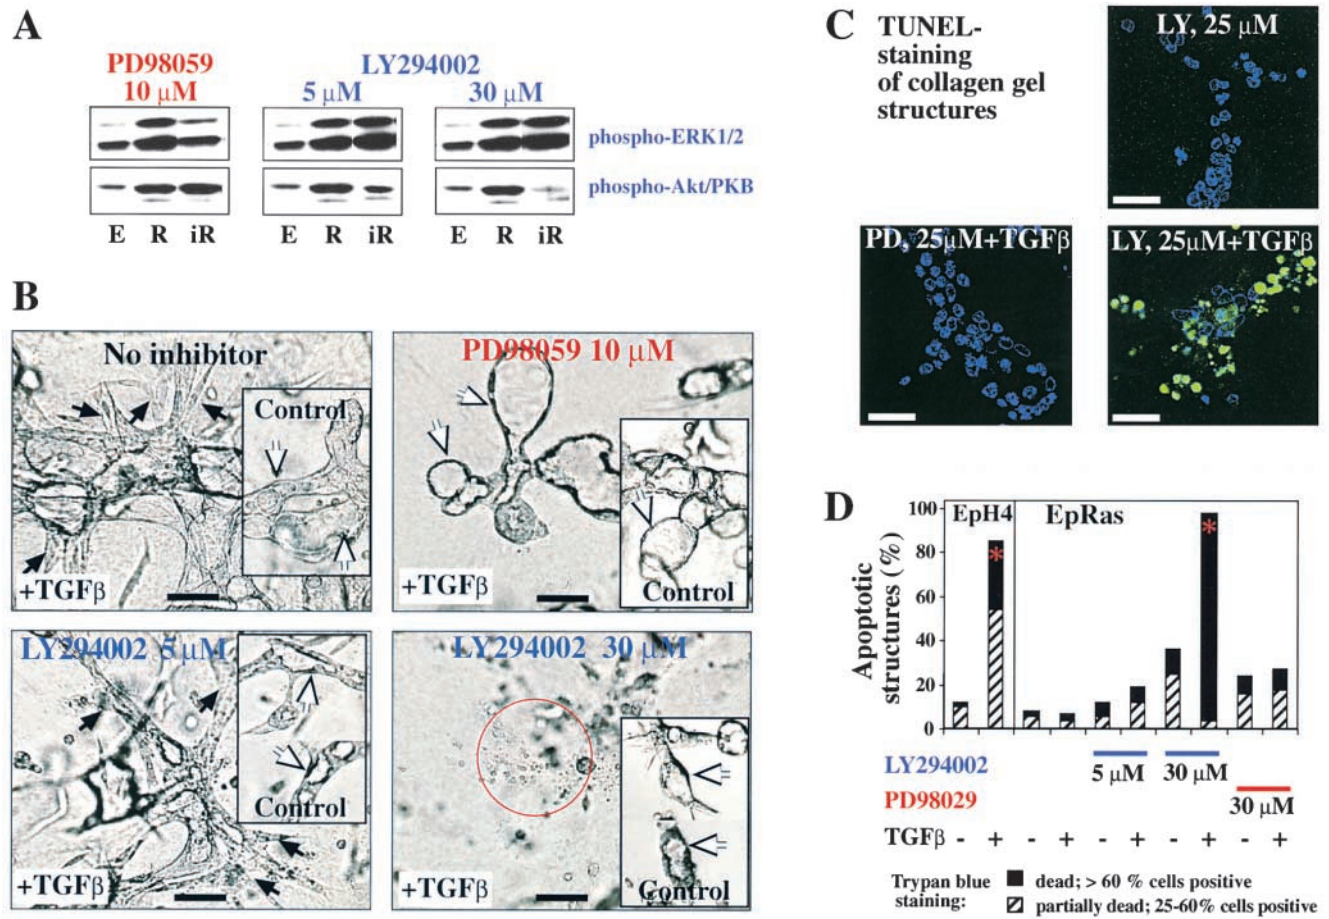 A
PD98059
10 µM
LY294002
5 µM
30 µM
phospho-ERK1/2
phospho-Akt/PKB
E R iR
E R iR
E R iR
B
No inhibitor
Control
+TGFβ
PD98059 10 µM
Control
+TGFβ
LY294002 5 µM
Control
+TGFβ
LY294002 30 µM
Control
+TGFβ
C
TUNEL-
staining
of collagen gel
structures
LY, 25 µM
PD, 25µM+TGFβ
LY, 25µM+TGFβ
D
Apoptotic
structures (%)
100
80
60
40
20
0
EpH4
EpRas
*
*
LY294002
5 µM
30 µM
PD98029
30 µM
TGFβ - + - + - + - + - +
Trypan blue
staining:
dead; > 60 % cells positive
partially dead; 25-60% cells positive